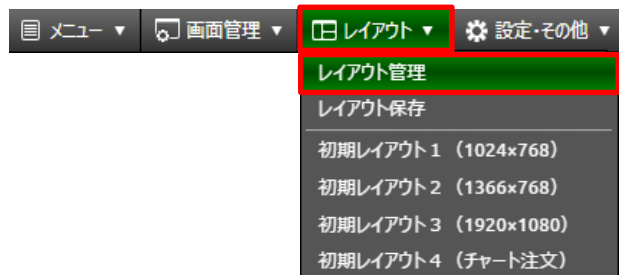 メニュー ▼ 画面管理 ▼ レイアウト ▼ 設定・その他 ▼
レイアウト管理
レイアウト保存
初期レイアウト1 (1024×768)
初期レイアウト2 (1366×768)
初期レイアウト3 (1920×1080)
初期レイアウト4 (チャート注文)